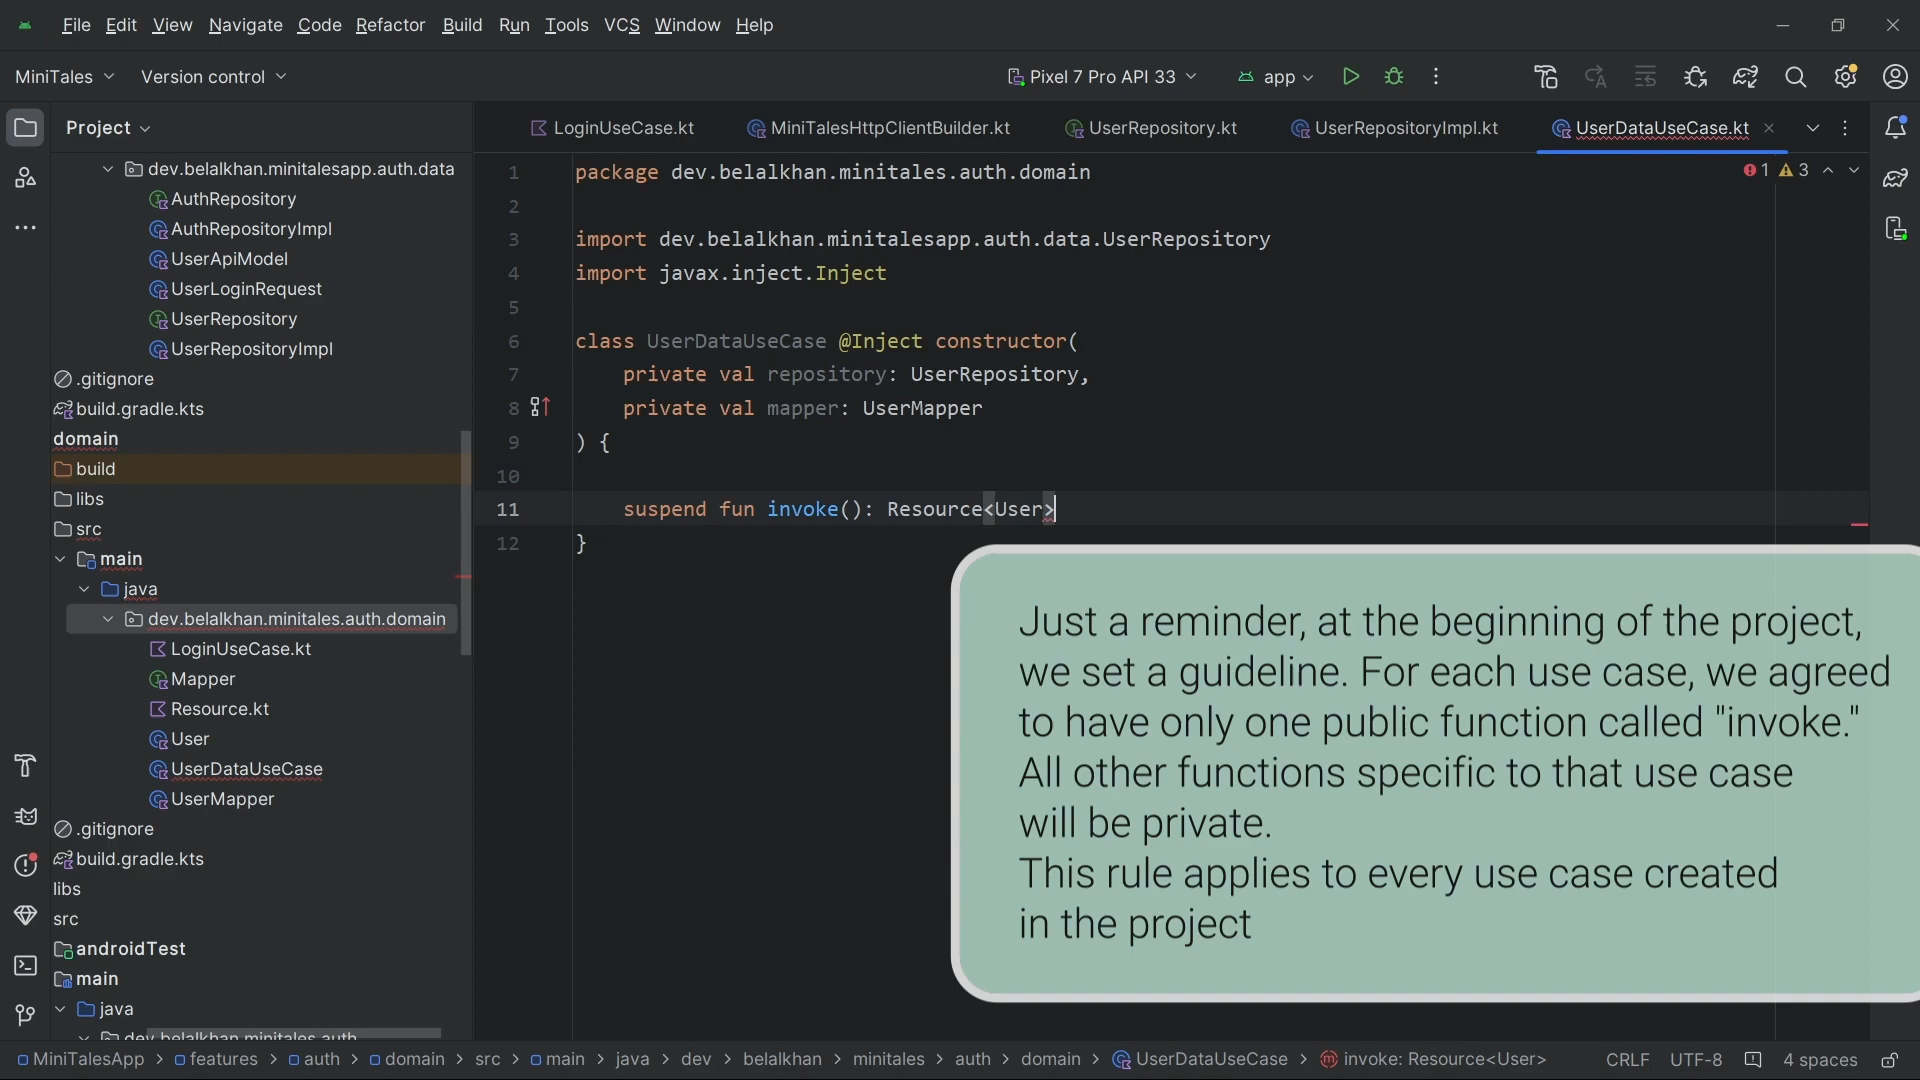 File Edit View Navigate Code Refactor Build Run Tools VCS Window Help
MiniTales Version control Pixel 7 Pro API 33 app
Project
LoginUseCase.kt MiniTalesHttpClientBuilder.kt UserRepository.kt UserRepositoryImpl.kt UserDataUseCase.kt
1 3
dev.belalkhan.minitalesapp.auth.data
AuthRepository
AuthRepositoryImpl
UserApiModel
UserLoginRequest
UserRepository
UserRepositoryImpl
.gitignore
build.gradle.kts
domain
build
libs
src
main
java
dev.belalkhan.minitales.auth.domain
LoginUseCase.kt
Mapper
Resource.kt
User
UserDataUseCase
UserMapper
.gitignore
build.gradle.kts
libs
src
androidTest
main
java
dev.belalkhan.minitales.auth
1 package dev.belalkhan.minitales.auth.domain
2
3 import dev.belalkhan.minitalesapp.auth.data.UserRepository
4 import javax.inject.Inject
5
6 class UserDataUseCase @Inject constructor(
7 private val repository: UserRepository,
8 private val mapper: UserMapper
9 ) {
10
11 suspend fun invoke(): Resource<User>
12 }
Just a reminder, at the beginning of the project,
we set a guideline. For each use case, we agreed
to have only one public function called "invoke."
All other functions specific to that use case
will be private.
This rule applies to every use case created
in the project
MiniTalesApp > features > auth > domain > src > main > java > dev > belalkhan > minitales > auth > domain > UserDataUseCase > invoke: Resource<User> CRLF UTF-8 4 spaces